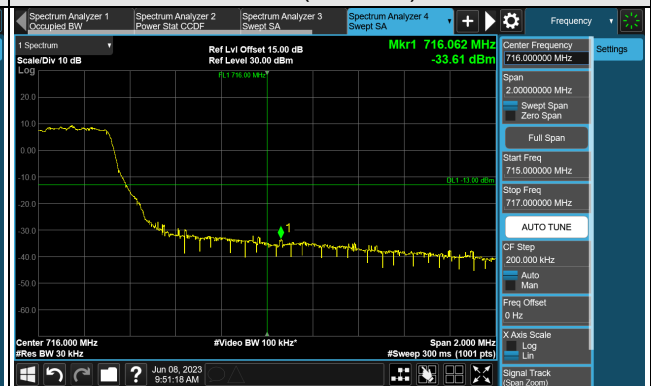 Spectrum Analyzer 1
Occupied BW
Spectrum Analyzer 2
Power Stat CCDF
Spectrum Analyzer 3
Swept SA
Spectrum Analyzer 4
Swept SA
Frequency
1 Spectrum
Scale/Div 10 dB
Log
Ref Lvl Offset 15.00 dB
Ref Level 30.00 dBm
Mkr1 716.062 MHz
-33.61 dBm
FL1 716.00 MHz
20.0
10.0
0.00
-10.0
-20.0
-30.0
-40.0
-50.0
-60.0
DL1 -13.00 dBm
1
Center 716.000 MHz
#Res BW 30 kHz
#Video BW 100 kHz*
Span 2.000 MHz
#Sweep 300 ms (1001 pts)
Center Frequency
716.000000 MHz
Settings
Span
2.00000000 MHz
Swept Span
Zero Span
Full Span
Start Freq
715.000000 MHz
Stop Freq
717.000000 MHz
AUTO TUNE
CF Step
200.000 kHz
Auto
Man
Freq Offset
0 Hz
X Axis Scale
Log
Lin
Signal Track
(Span Zoom)
?
Jun 08, 2023
9:51:18 AM